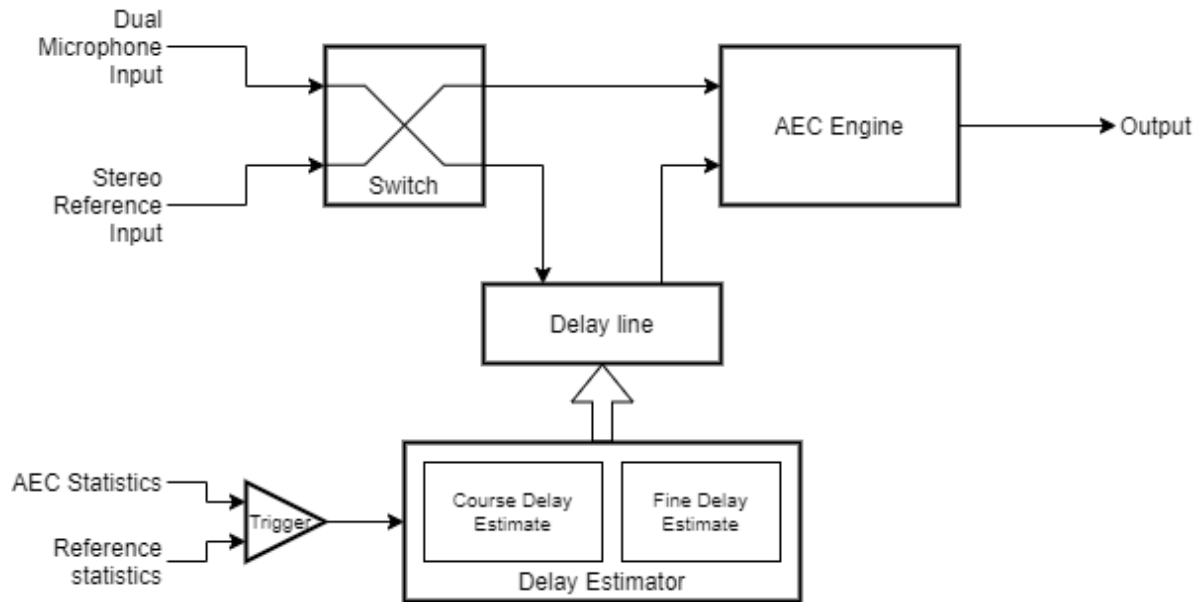 Dual
Microphone
Input
Stereo
Reference
Input
Switch
AEC Engine
Output
Delay line
AEC Statistics
Reference
statistics
Trigger
Course Delay
Estimate
Fine Delay
Estimate
Delay Estimator